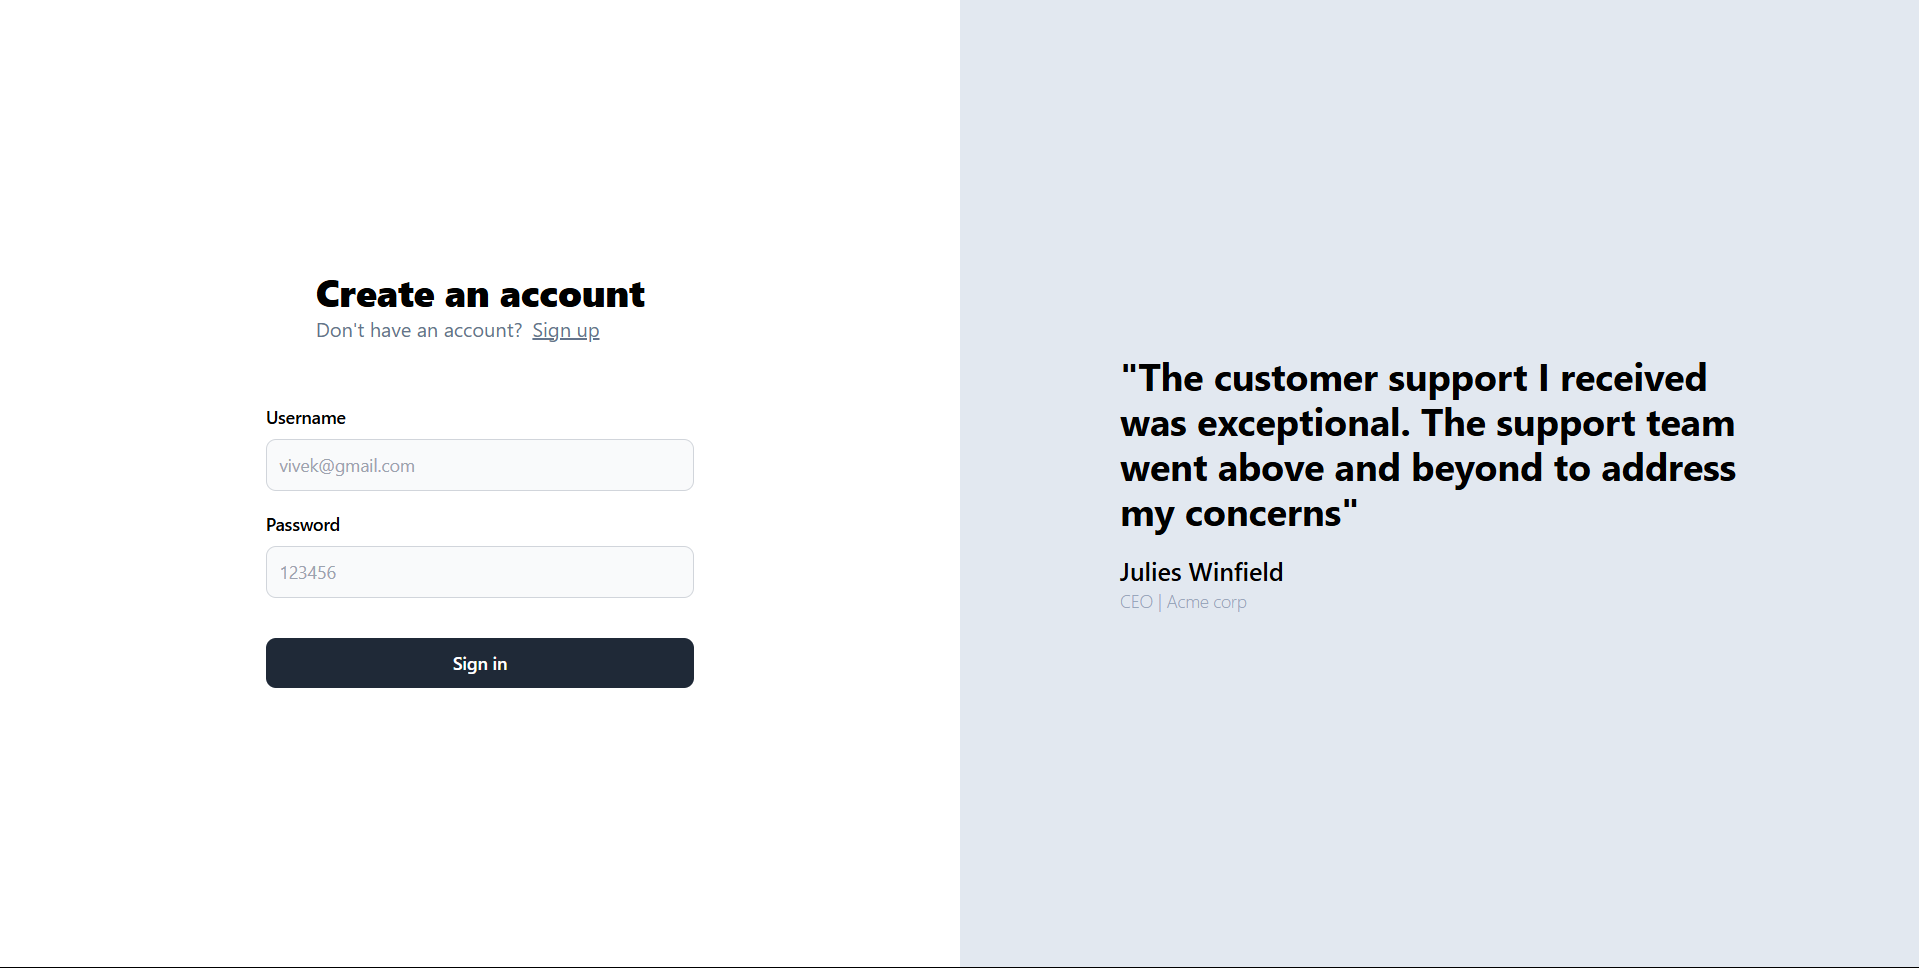 Create an account
Don't have an account? Sign up
Username
vivek@gmail.com
Password
123456
Sign in
"The customer support I received
was exceptional. The support team
went above and beyond to address
my concerns"
Julies Winfield
CEO | Acme corp